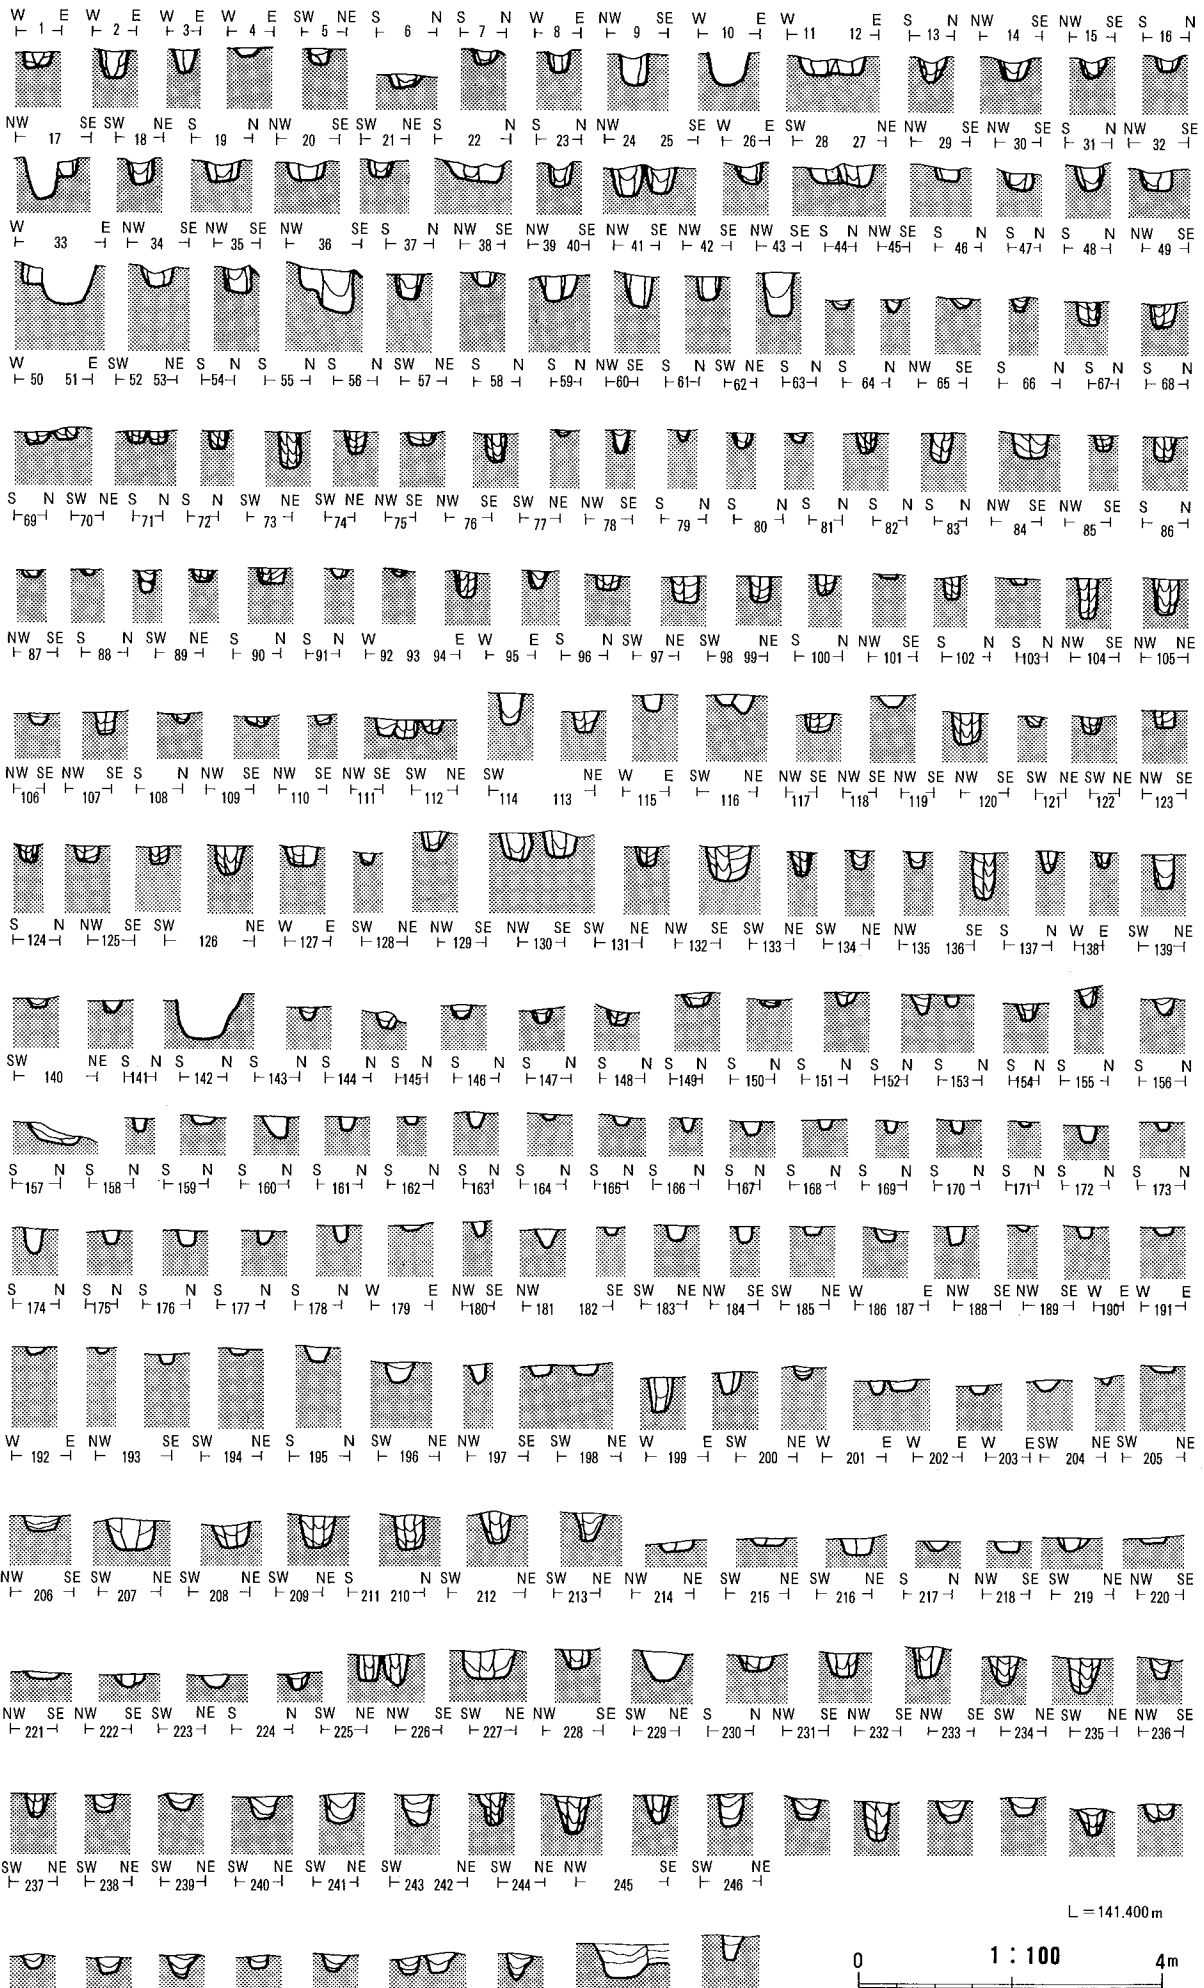 W E W E W E W E SW NE S N S N W E NW SE W E W E S N NW SE NW SE S N
1 2 3 4 5 6 7 8 9 10 11 12 13 14 15 16
NW SE SW NE S N NW SE SW NE S N S N NW SE W E SW NE NW SE NW SE S N NW SE
17 18 19 20 21 22 23 24 25 26 28 27 29 30 31 32
W E NW SE NW SE NW SE S N NW SE NW SE NW SE NW SE NW SE S N NW SE S N S N S N NW SE
33 34 35 36 37 38 39 40 41 42 43 44 45 46 47 48 49
W E SW NE S N S N S N SW NE S N S N NW SE S N SW NE S N S N NW SE S N S N S N
50 51 52 53 54 55 56 57 58 59 60 61 62 63 64 65 66 67 68
S N SW NE S N S N SW NE SW NE NW SE NW SE SW NE NW SE S N S N S N S N S N NW SE NW SE S N
69 70 71 72 73 74 75 76 77 78 79 80 81 82 83 84 85 86
NW SE S N SW NE S N S N W E W E S N SW NE SW NE S N NW SE S N S N NW SE NW NE
87 88 89 90 91 92 93 94 95 96 97 98 99 100 101 102 103 104 105
NW SE NW SE S N NW SE NW SE NW SE SW NE SW NE W E SW NE NW SE NW SE NW SE NW SE SW NE SW NE NW SE
106 107 108 109 110 111 112 114 113 115 116 117 118 119 120 121 122 123
S N NW SE SW NE W E SW NE NW SE NW SE SW NE NW SE SW NE SW NE NW SE S N W E SW NE
124 125 126 127 128 129 130 131 132 133 134 135 136 137 138 139
SW NE S N S N S N S N S N S N S N S N S N S N S N S N S N S N S N S N
140 141 142 143 144 145 146 147 148 149 150 151 152 153 154 155 156
S N S N S N S N S N S N S N S N S N S N S N S N S N S N S N S N S N
157 158 159 160 161 162 163 164 165 166 167 168 169 170 171 172 173
S N S N S N S N S N W E NW SE NW SE SW NE NW SE SW NE W E NW SE NW SE W E W E
174 175 176 177 178 179 180 181 182 183 184 185 186 187 188 189 190 191
W E NW SE SW NE S N SW NE NW SE SW NE W E SW NE W E W E W E SW NE SW NE
192 193 194 195 196 197 198 199 200 201 202 203 204 205
NW SE SW NE SW NE SW NE S N SW NE SW NE NW NE SW NE SW NE S N NW SE SW NE NW SE
206 207 208 209 211 210 212 213 214 215 216 217 218 219 220
NW SE NW SE SW NE S N SW NE NW SE SW NE NW SE SW NE S N NW SE NW SE NW SE SW NE SW NE NW SE
221 222 223 224 225 226 227 228 229 230 231 232 233 234 235 236
SW NE SW NE SW NE SW NE SW NE SW NE SW NE NW SE SW NE
237 238 239 240 241 243 242 244 245 246
L=141.400m
1:100
0 4m